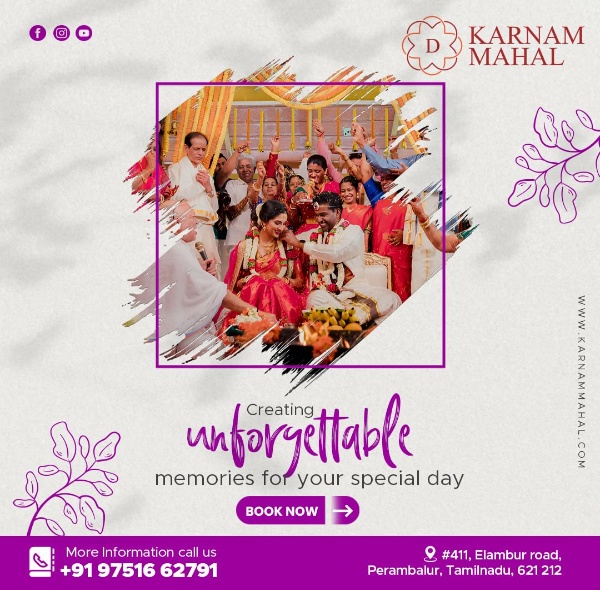 D
KARNAM
MAHAL
Creating
unforgettable
memories for your special day
BOOK NOW
WWW.KARNAMMAHAL.COM
More Information call us
+91 97516 62791
#411, Elambur road,
Perambalur, Tamilnadu, 621 212